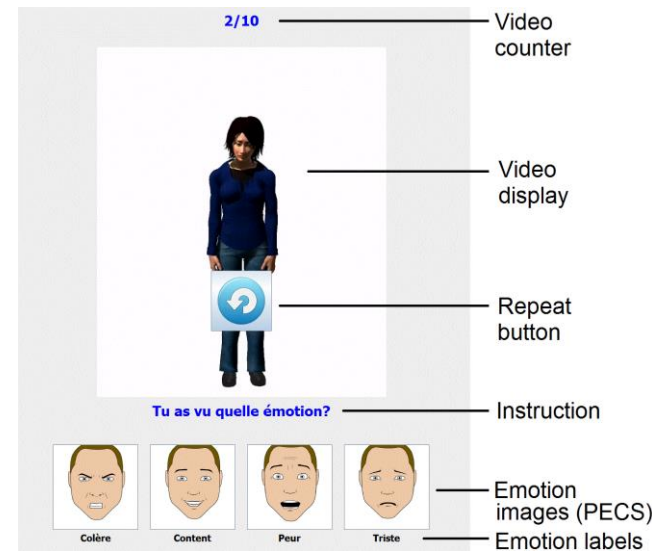 2/10
Video
counter
Video
display
Repeat
button
Tu as vu quelle émotion?
Instruction
Emotion
images (PECS)
Colère Content Peur Triste
Emotion labels